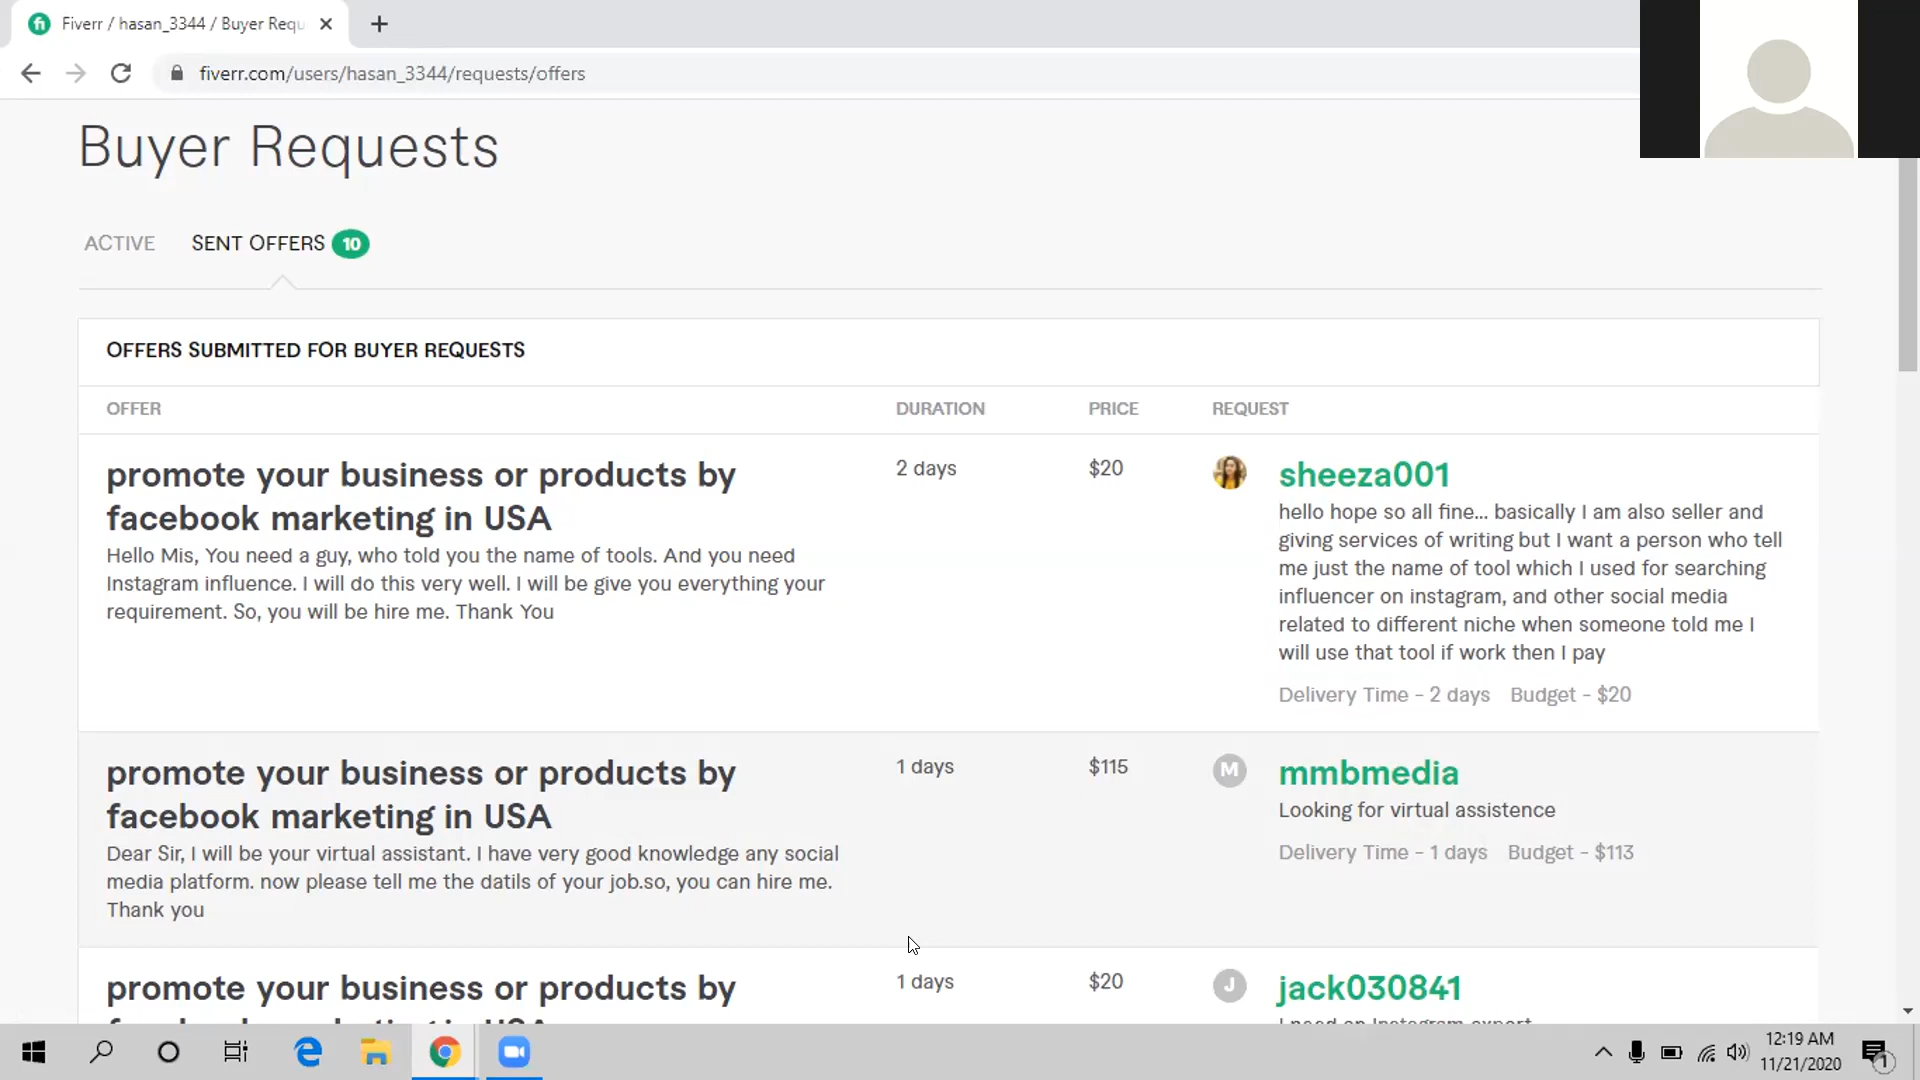 Fiverr / hasan_3344 / Buyer Requ
fiverr.com/users/hasan_3344/requests/offers
Buyer Requests
ACTIVE SENT OFFERS 10
OFFERS SUBMITTED FOR BUYER REQUESTS
OFFER DURATION PRICE REQUEST
promote your business or products by
facebook marketing in USA
Hello Mis, You need a guy, who told you the name of tools. And you need
Instagram influence. I will do this very well. I will be give you everything your
requirement. So, you will be hire me. Thank You
2 days
$20
sheeza001
hello hope so all fine... basically I am also seller and
giving services of writing but I want a person who tell
me just the name of tool which I used for searching
influencer on instagram, and other social media
related to different niche when someone told me I
will use that tool if work then I pay
Delivery Time - 2 days Budget - $20
promote your business or products by
facebook marketing in USA
Dear Sir, I will be your virtual assistant. I have very good knowledge any social
media platform. now please tell me the datils of your job.so, you can hire me.
Thank you
1 days
$115
M
mmbmedia
Looking for virtual assistence
Delivery Time - 1 days Budget - $113
promote your business or products by
1 days
$20
J
jack030841
I need an Instagram expert
12:19 AM
11/21/2020
1